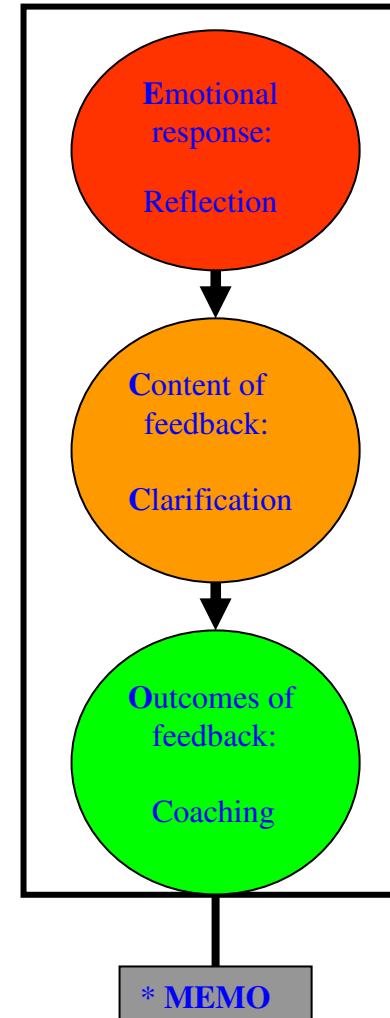 Emotional
response:
Reflection
Content of
feedback:
Clarification
Outcomes of
feedback:
Coaching
* MEMO